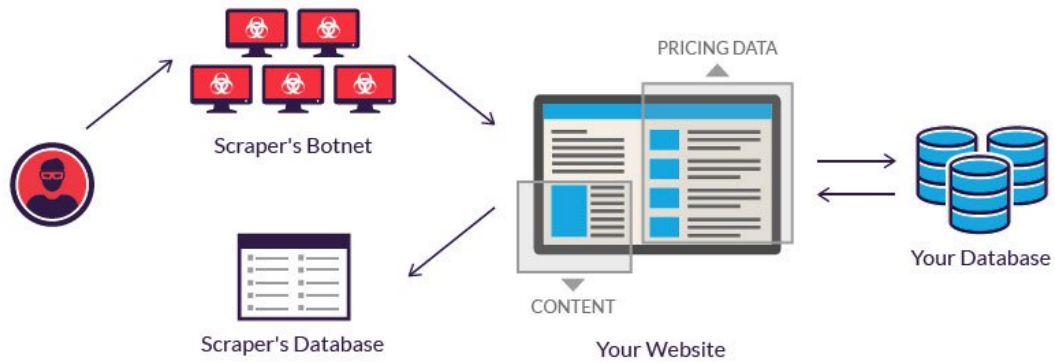 PRICING DATA
Scraper's Botnet
Your Database
CONTENT
Scraper's Database
Your Website